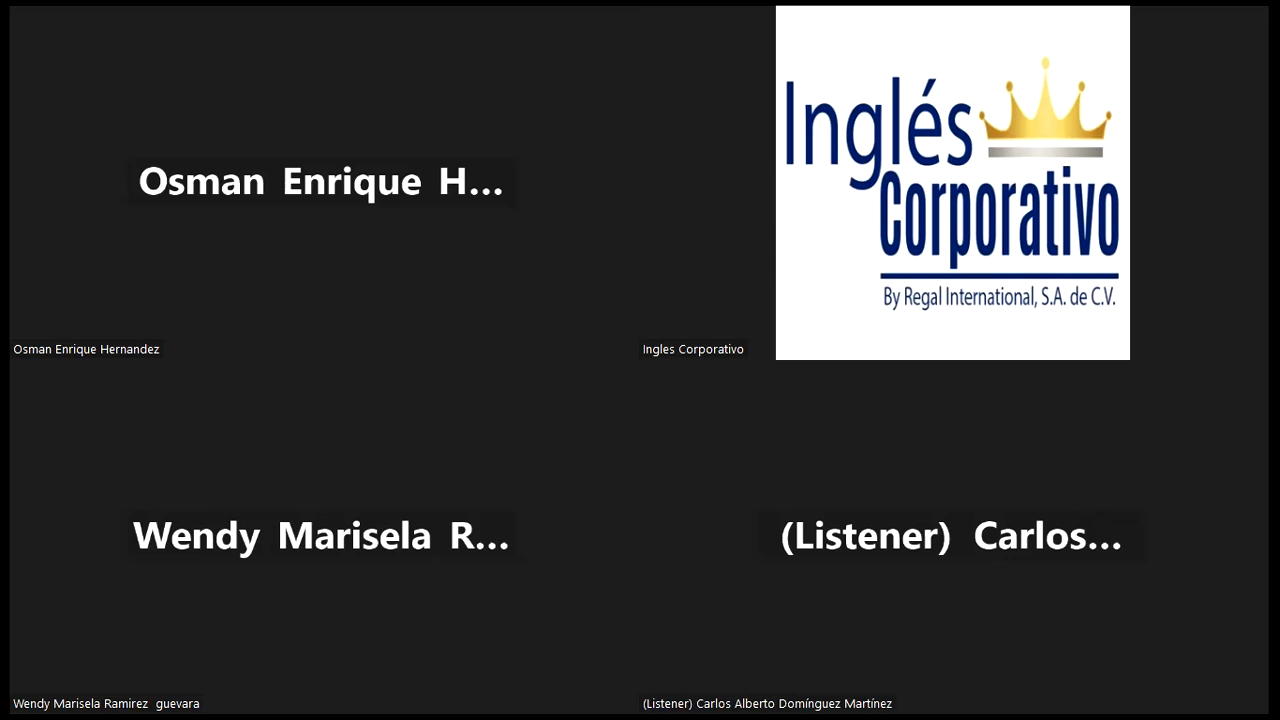 Osman Enrique H...
Osman Enrique Hernandez
Inglés
Corporativo
By Regal International, S.A. de C.V.
Ingles Corporativo
Wendy Marisela R...
Wendy Marisela Ramirez guevara
(Listener) Carlos...
(Listener) Carlos Alberto Domínguez Martínez